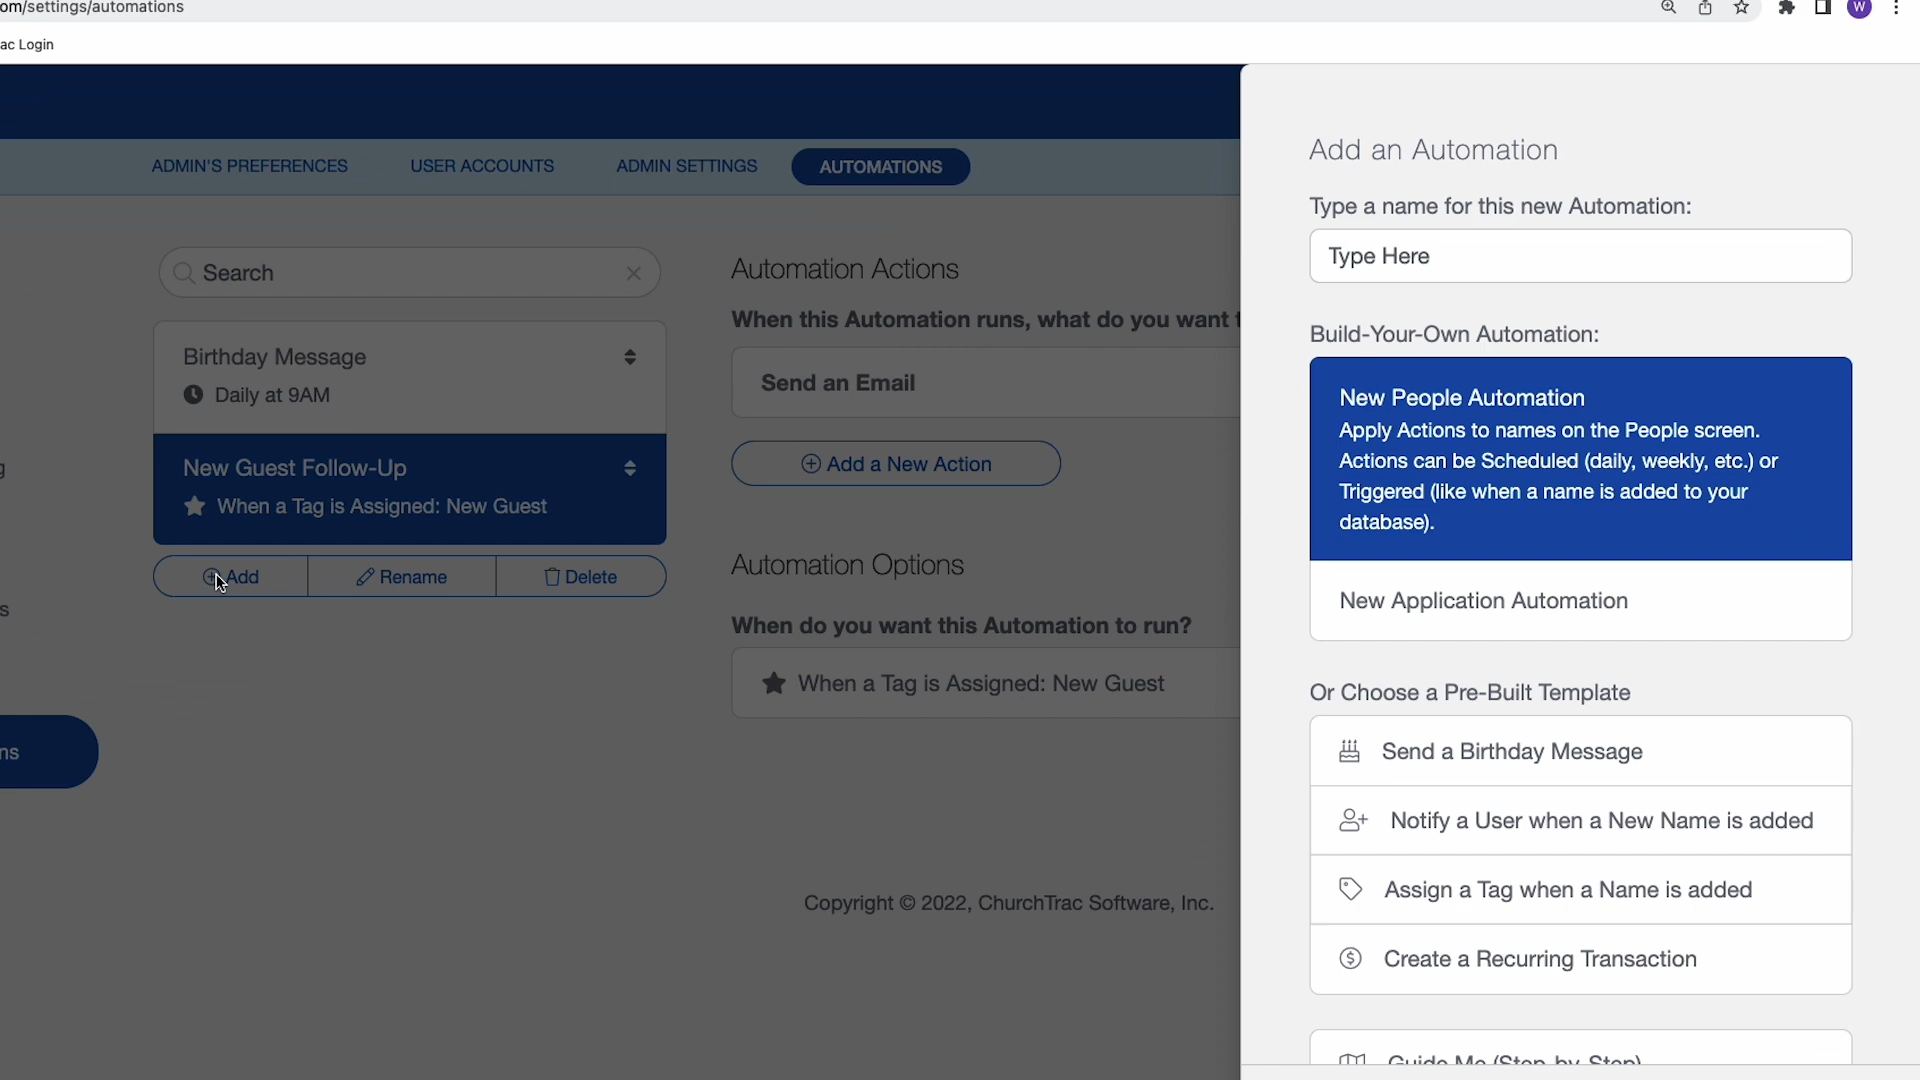 om/settings/automations
W
ac Login
ADMIN'S PREFERENCES
USER ACCOUNTS
ADMIN SETTINGS
AUTOMATIONS
Search
Birthday Message
Daily at 9AM
New Guest Follow-Up
When a Tag is Assigned: New Guest
Add
Rename
Delete
g
s
ns
Automation Actions
When this Automation runs, what do you want
Send an Email
Add a New Action
Automation Options
When do you want this Automation to run?
When a Tag is Assigned: New Guest
Copyright © 2022, ChurchTrac Software, Inc.
Add an Automation
Type a name for this new Automation:
Type Here
Build-Your-Own Automation:
New People Automation
Apply Actions to names on the People screen.
Actions can be Scheduled (daily, weekly, etc.) or
Triggered (like when a name is added to your
database).
New Application Automation
Or Choose a Pre-Built Template
Send a Birthday Message
Notify a User when a New Name is added
Assign a Tag when a Name is added
Create a Recurring Transaction
Guide Me (Step-by-Step)